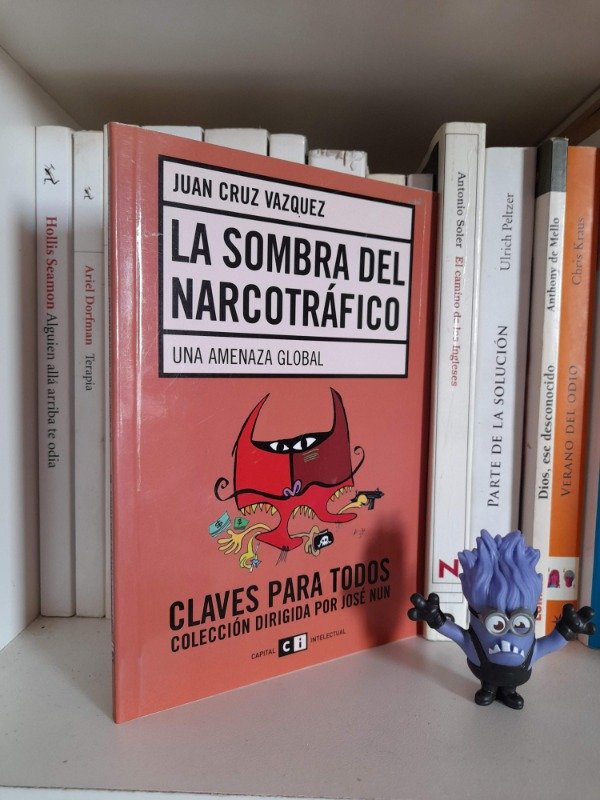 JUAN CRUZ VAZQUEZ
LA SOMBRA DEL
NARCOTRÁFICO
UNA AMENAZA GLOBAL
CLAVES PARA TODOS
COLECCIÓN DIRIGIDA POR JOSÉ NUN
CAPITAL ci INTELECTUAL
Hollis Seamon Alguien allá arriba te odia
Ariel Dorfman Terapia
Antonio Soler El camino de los Ingleses
Ulrich Peltzer PARTE DE LA SOLUCIÓN
Anthony de Mello Dios, ese desconocido
Chris Kraus VERANO DEL ODIO